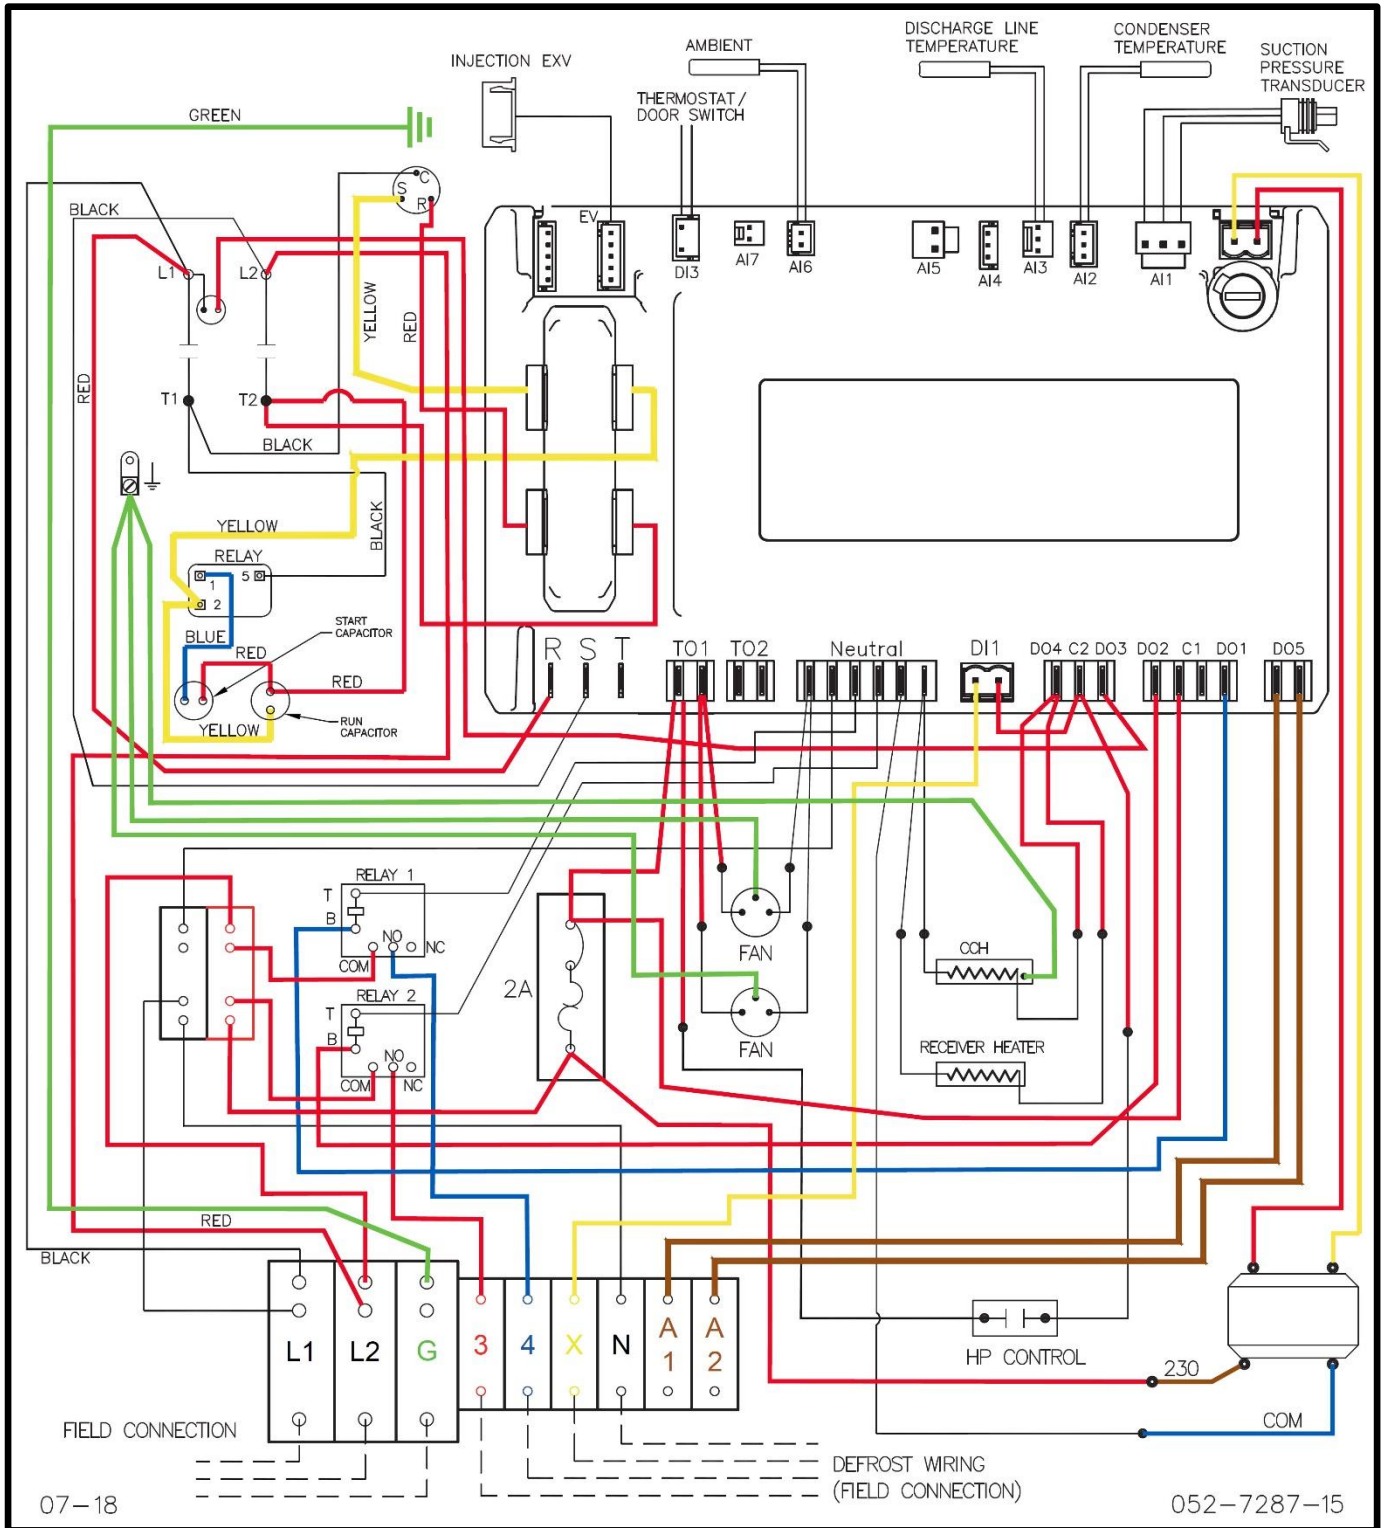 DISCHARGE LINE
TEMPERATURE
CONDENSER
TEMPERATURE
SUCTION
PRESSURE
TRANSDUCER
AMBIENT
INJECTION EXV
THERMOSTAT/
DOOR SWITCH
GREEN
S
C
R
BLACK
EV
L1
L2
DI3
AI7
AI6
AI5
AI4
AI3
AI2
AI1
YELLOW
RED
RED
T1
T2
BLACK
BLACK
YELLOW
RELAY
1
5
2
START
CAPACITOR
BLUE
RED
RED
YELLOW
RUN
CAPACITOR
R S T
TO1
TO2
Neutral
DI1
DO4 C2 DO3
DO2 C1 DO1
DO5
RELAY 1
T
B
NO
NC
COM
FAN
CCH
2A
RELAY 2
T
B
NO
COM
NC
FAN
RECEIVER HEATER
RED
BLACK
L1
L2
G
3
4
X
N
A
1
A
2
HP CONTROL
230
COM
FIELD CONNECTION
DEFROST WIRING
(FIELD CONNECTION)
07-18
052-7287-15